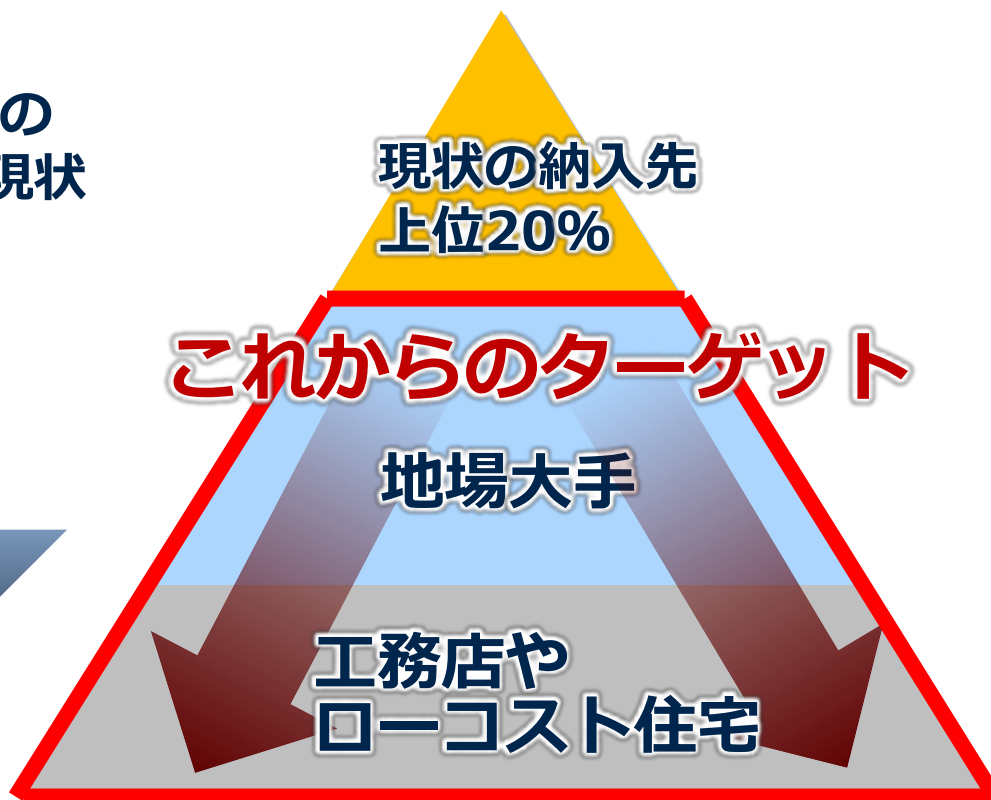 の
現状
現状の納入先
上位20%
これからのターゲット
地場大手
工務店や
ローコスト住宅